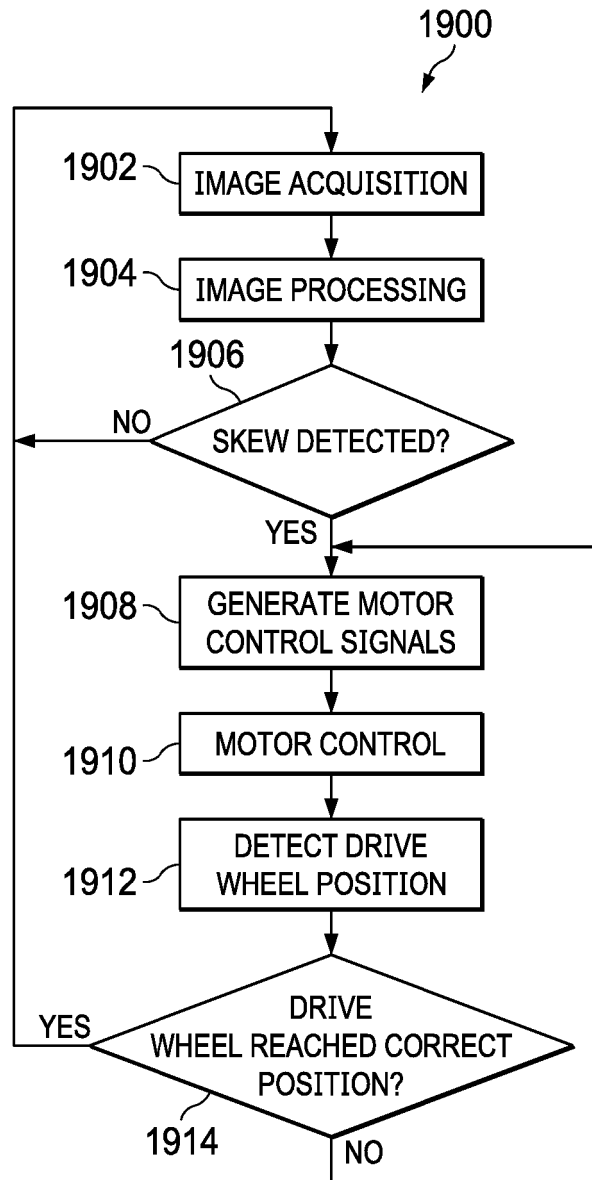 1900
1902
IMAGE ACQUISITION
1904
IMAGE PROCESSING
1906
NO
SKEW DETECTED?
YES
1908
GENERATE MOTOR
CONTROL SIGNALS
1910
MOTOR CONTROL
1912
DETECT DRIVE
WHEEL POSITION
YES
DRIVE
WHEEL REACHED CORRECT
POSITION?
1914
NO